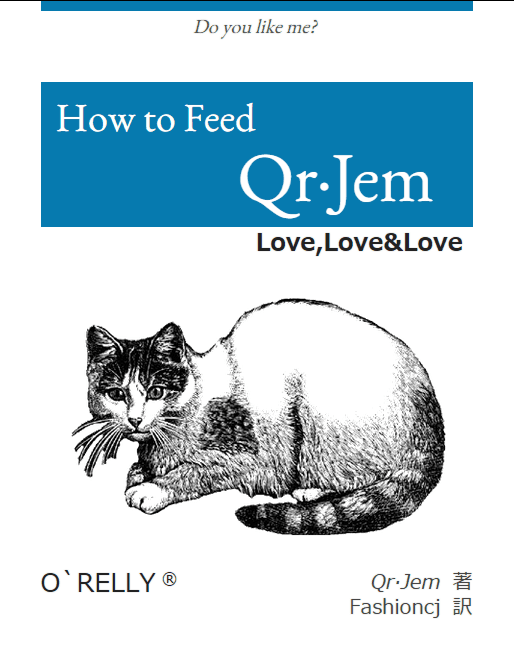 Do you like me?
How to Feed
Qr·Jem
Love,Love&Love
O`RELLY ®
Qr·Jem 著
Fashioncj 訳